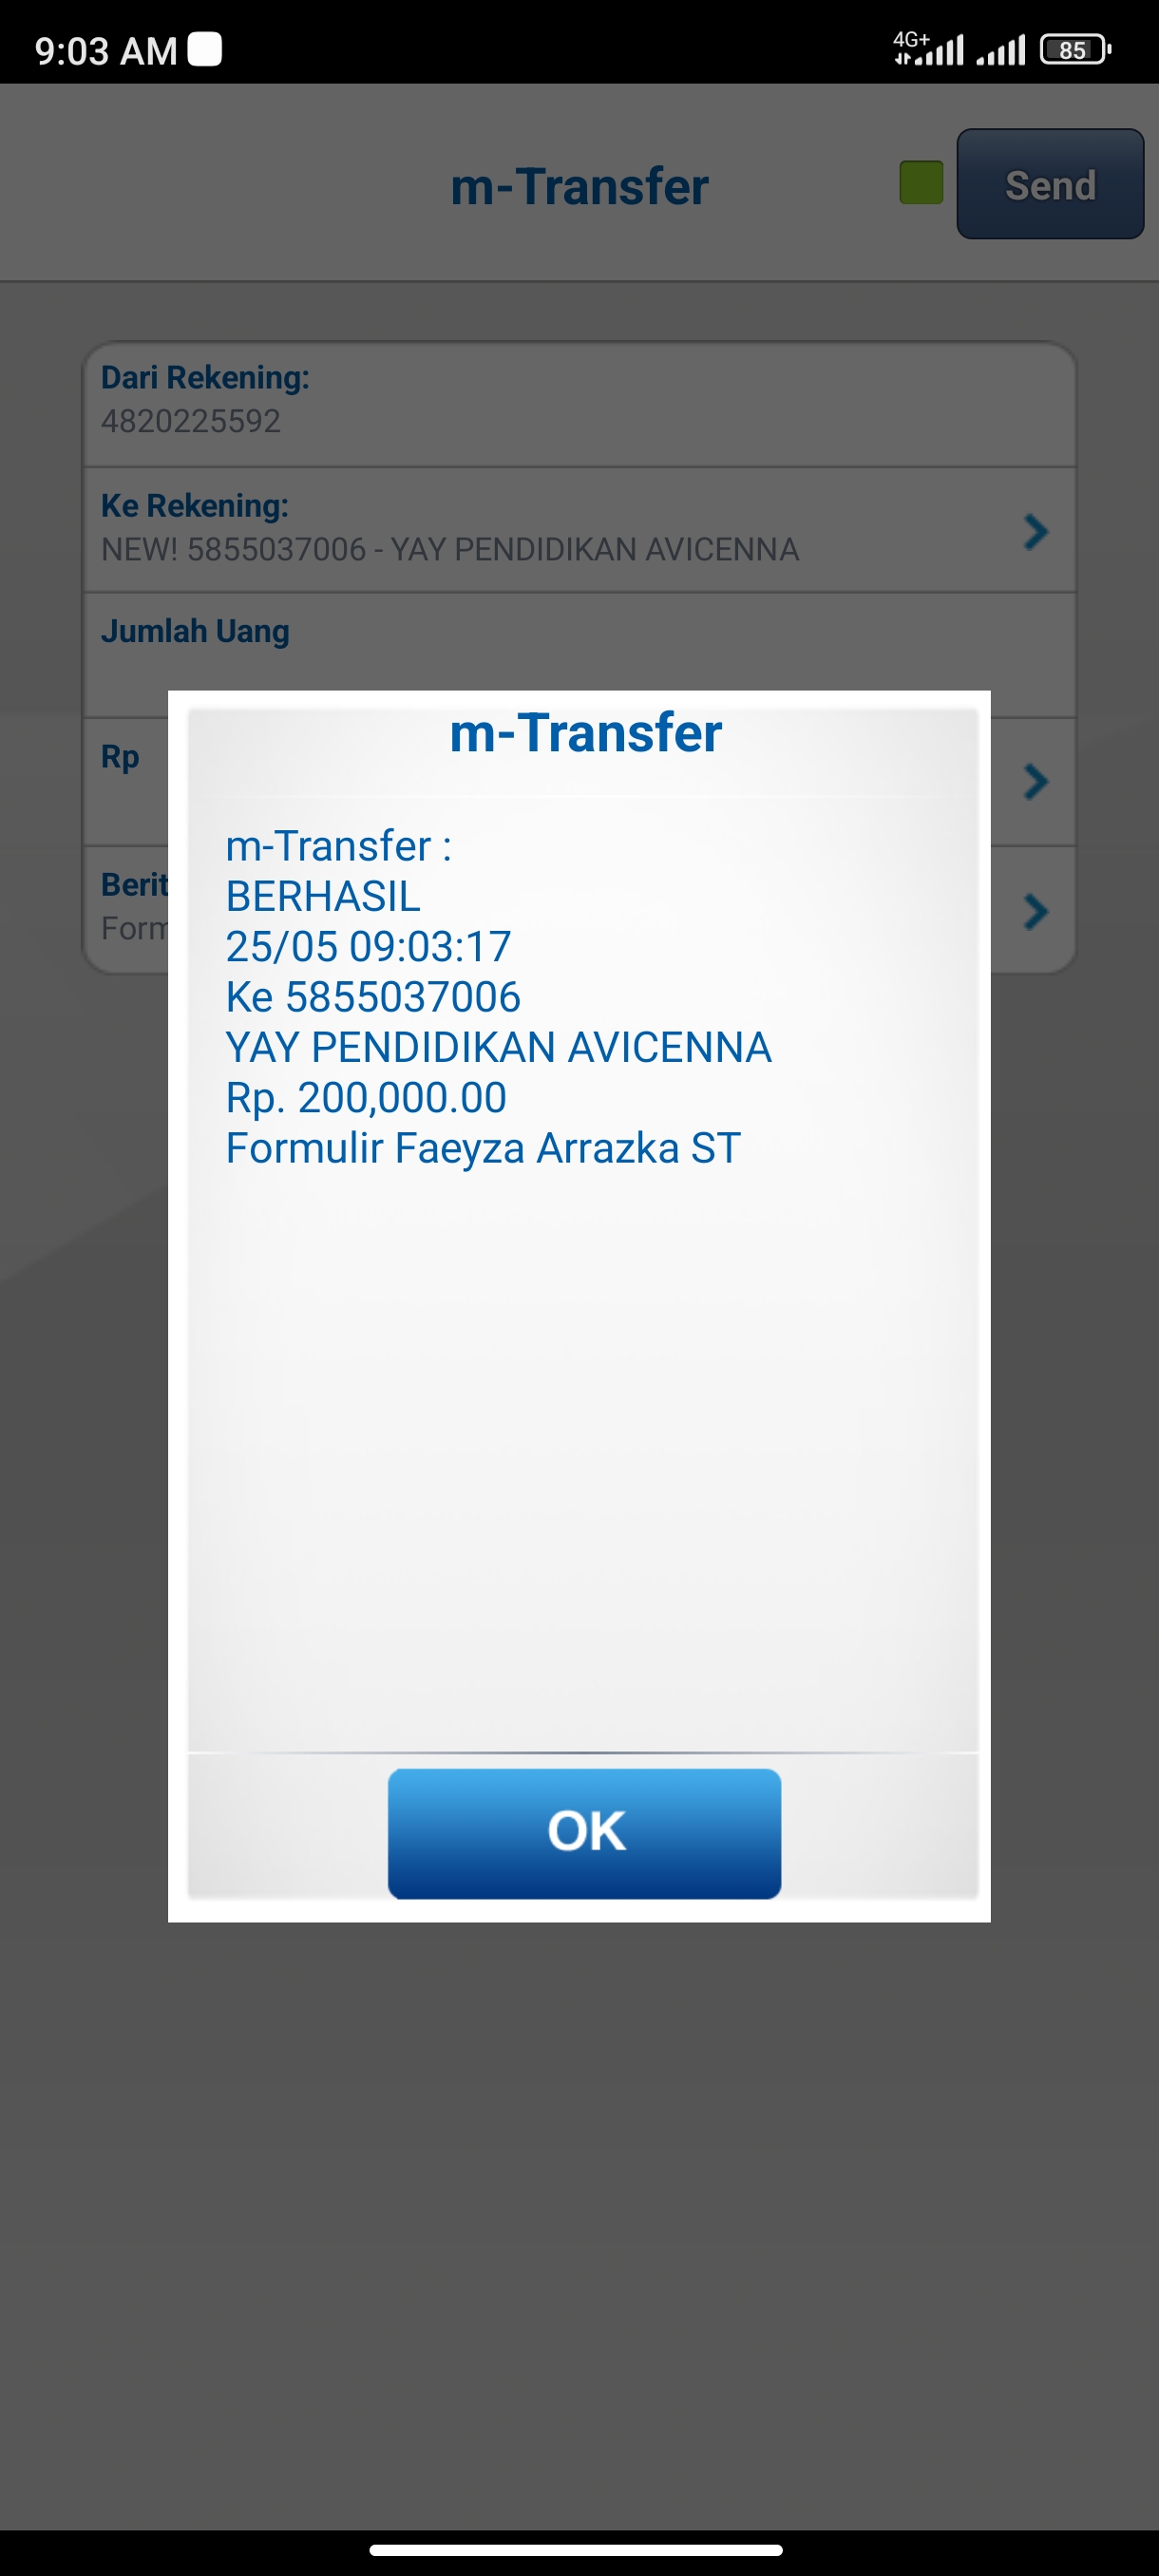 9:03 AM
4G+
85
m-Transfer
Send
Dari Rekening:
4820225592
Ke Rekening:
NEW! 5855037006 - YAY PENDIDIKAN AVICENNA
Jumlah Uang
Rp
Berit
Form
m-Transfer
m-Transfer :
BERHASIL
25/05 09:03:17
Ke 5855037006
YAY PENDIDIKAN AVICENNA
Rp. 200,000.00
Formulir Faeyza Arrazka ST
OK